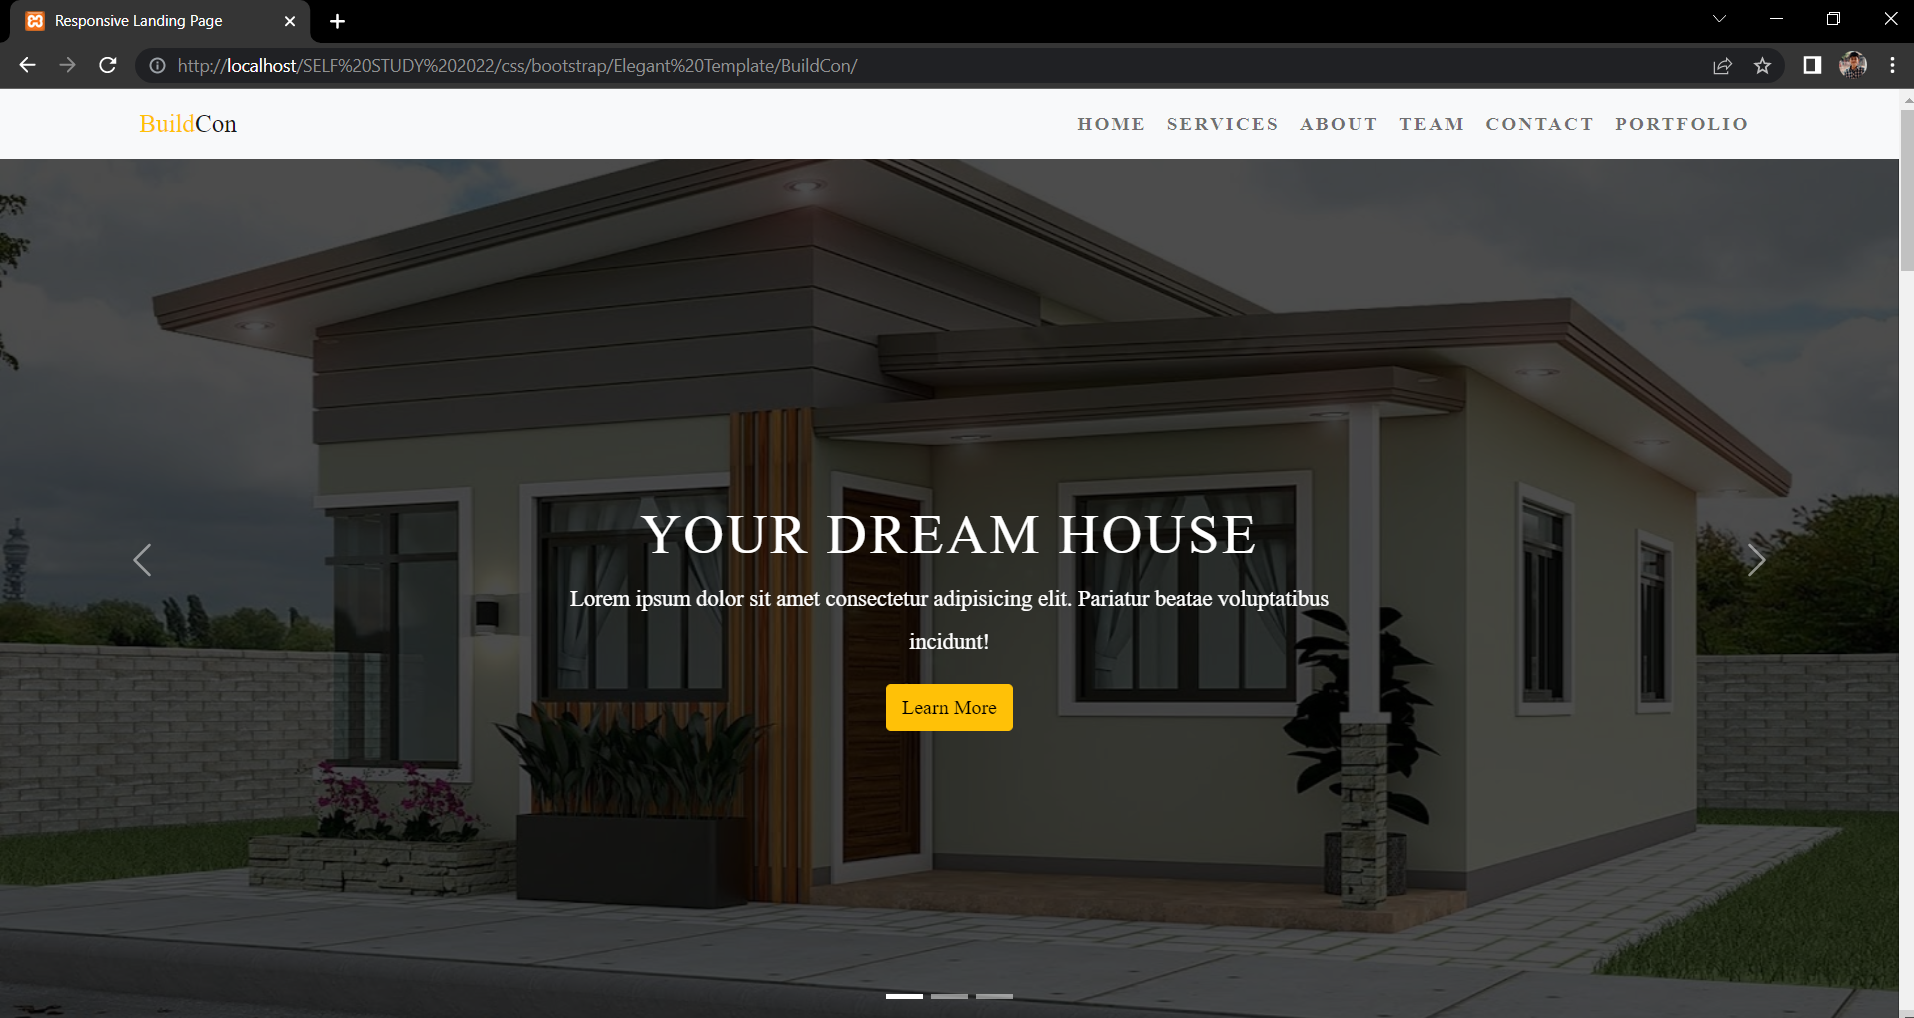 Responsive Landing Page
http://localhost/SELF%20STUDY%202022/css/bootstrap/Elegant%20Template/BuildCon/
BuildCon
HOME SERVICES ABOUT TEAM CONTACT PORTFOLIO
YOUR DREAM HOUSE
Lorem ipsum dolor sit amet consectetur adipisicing elit. Pariatur beatae voluptatibus
incidunt!
Learn More